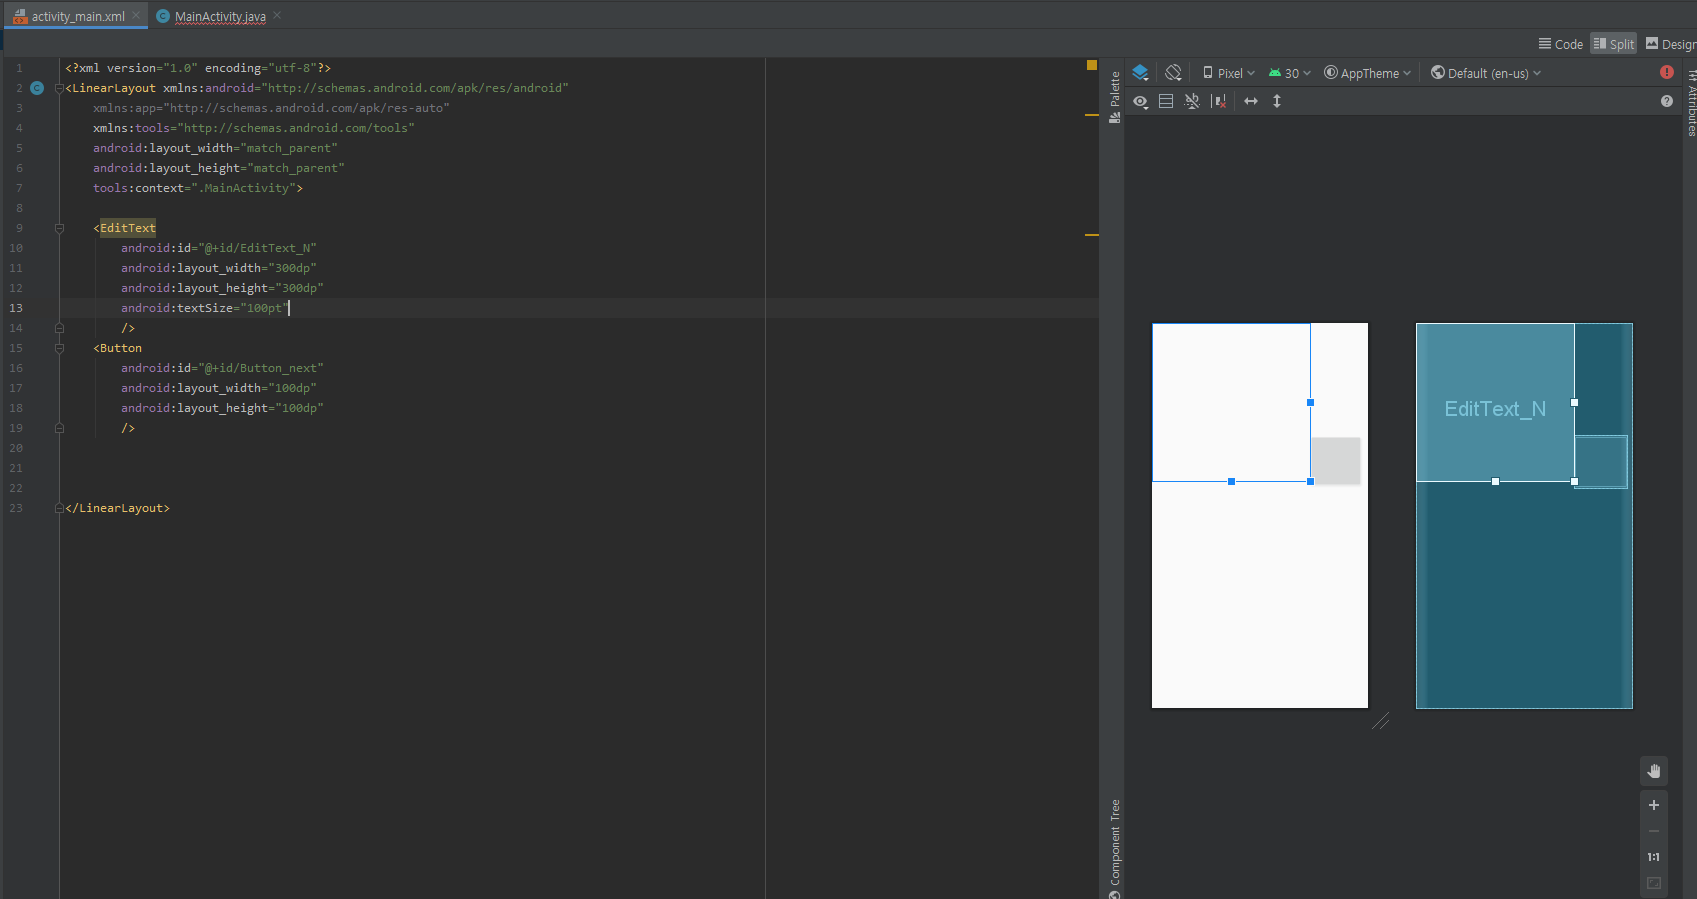 activity_main.xml MainActivity.java
Code Split Design
1 <?xml version="1.0" encoding="utf-8"?>
2 <LinearLayout xmlns:android="http://schemas.android.com/apk/res/android"
3 xmlns:app="http://schemas.android.com/apk/res-auto"
4 xmlns:tools="http://schemas.android.com/tools"
5 android:layout_width="match_parent"
6 android:layout_height="match_parent"
7 tools:context=".MainActivity">
8
9 <EditText
10 android:id="@+id/EditText_N"
11 android:layout_width="300dp"
12 android:layout_height="300dp"
13 android:textSize="100pt"
14 />
15 <Button
16 android:id="@+id/Button_next"
17 android:layout_width="100dp"
18 android:layout_height="100dp"
19 />
20
21
22
23 </LinearLayout>
Palette
Component Tree
Pixel 30 AppTheme Default (en-us)
EditText_N
1:1
Attributes